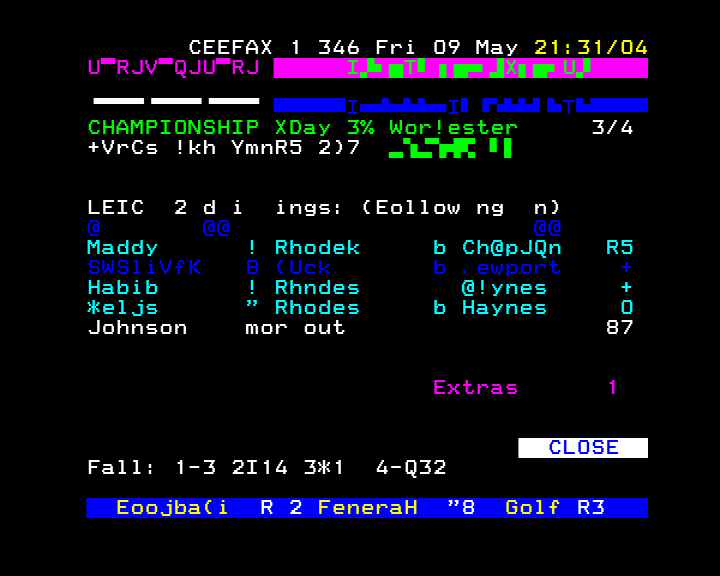 CEEFAX 1 346 Fri 09 May 21:31/04
U RJV QJU RJ I T X U
I I T
CHAMPIONSHIP XDay 3% Wor!ester 3/4
+VrCs !kh YmnR5 2)7
LEIC 2 d i ings: (Eollow ng n)
@ @@ @@
Maddy ! Rhodek b Ch@pJQn R5
SWSliVfK B (Uck b .ewport +
Habib ! Rhndes @!ynes +
*eljs " Rhodes b Haynes 0
Johnson mor out 87
Extras 1
CLOSE
Fall: 1-3 2I14 3*1 4-Q32
Eoojba(i R 2 FeneraH "8 Golf R3